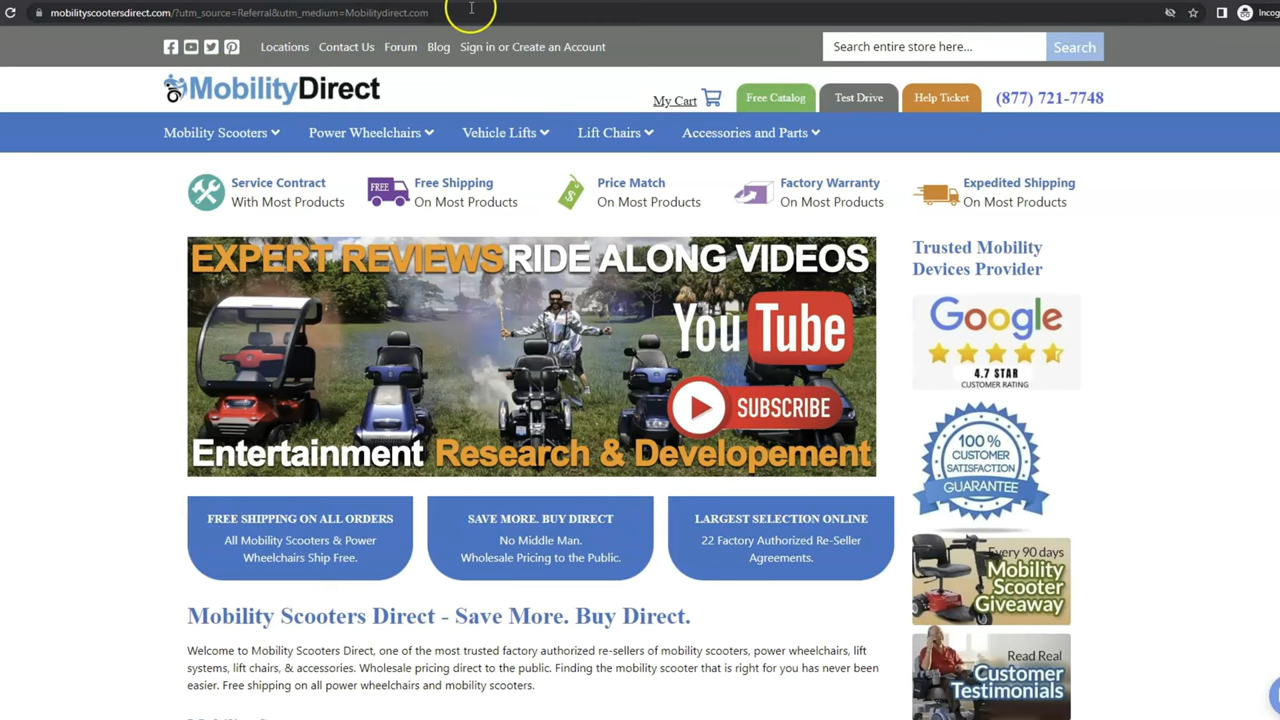 mobilityscootersdirect.com/?utm_source=Referral&utm_medium=Mobilitydirect.com
Incog
Locations Contact Us Forum Blog Sign in or Create an Account
Search entire store here... Search
MobilityDirect
My Cart Free Catalog Test Drive Help Ticket (877) 721-7748
Mobility Scooters Power Wheelchairs Vehicle Lifts Lift Chairs Accessories and Parts
Service Contract
With Most Products
FREE
Free Shipping
On Most Products
$
Price Match
On Most Products
Factory Warranty
On Most Products
Expedited Shipping
On Most Products
EXPERT REVIEWS RIDE ALONG VIDEOS
YouTube
SUBSCRIBE
Entertainment Research & Developement
Trusted Mobility
Devices Provider
Google
4.7 STAR
CUSTOMER RATING
100 %
CUSTOMER
SATISFACTION
GUARANTEE
Every 90 days
Mobility
Scooter
Giveaway
Read Real
Customer
Testimonials
FREE SHIPPING ON ALL ORDERS
All Mobility Scooters & Power
Wheelchairs Ship Free.
SAVE MORE. BUY DIRECT
No Middle Man.
Wholesale Pricing to the Public.
LARGEST SELECTION ONLINE
22 Factory Authorized Re-Seller
Agreements.
Mobility Scooters Direct - Save More. Buy Direct.
Welcome to Mobility Scooters Direct, one of the most trusted factory authorized re-sellers of mobility scooters, power wheelchairs, lift
systems, lift chairs, & accessories. Wholesale pricing direct to the public. Finding the mobility scooter that is right for you has never been
easier. Free shipping on all power wheelchairs and mobility scooters.